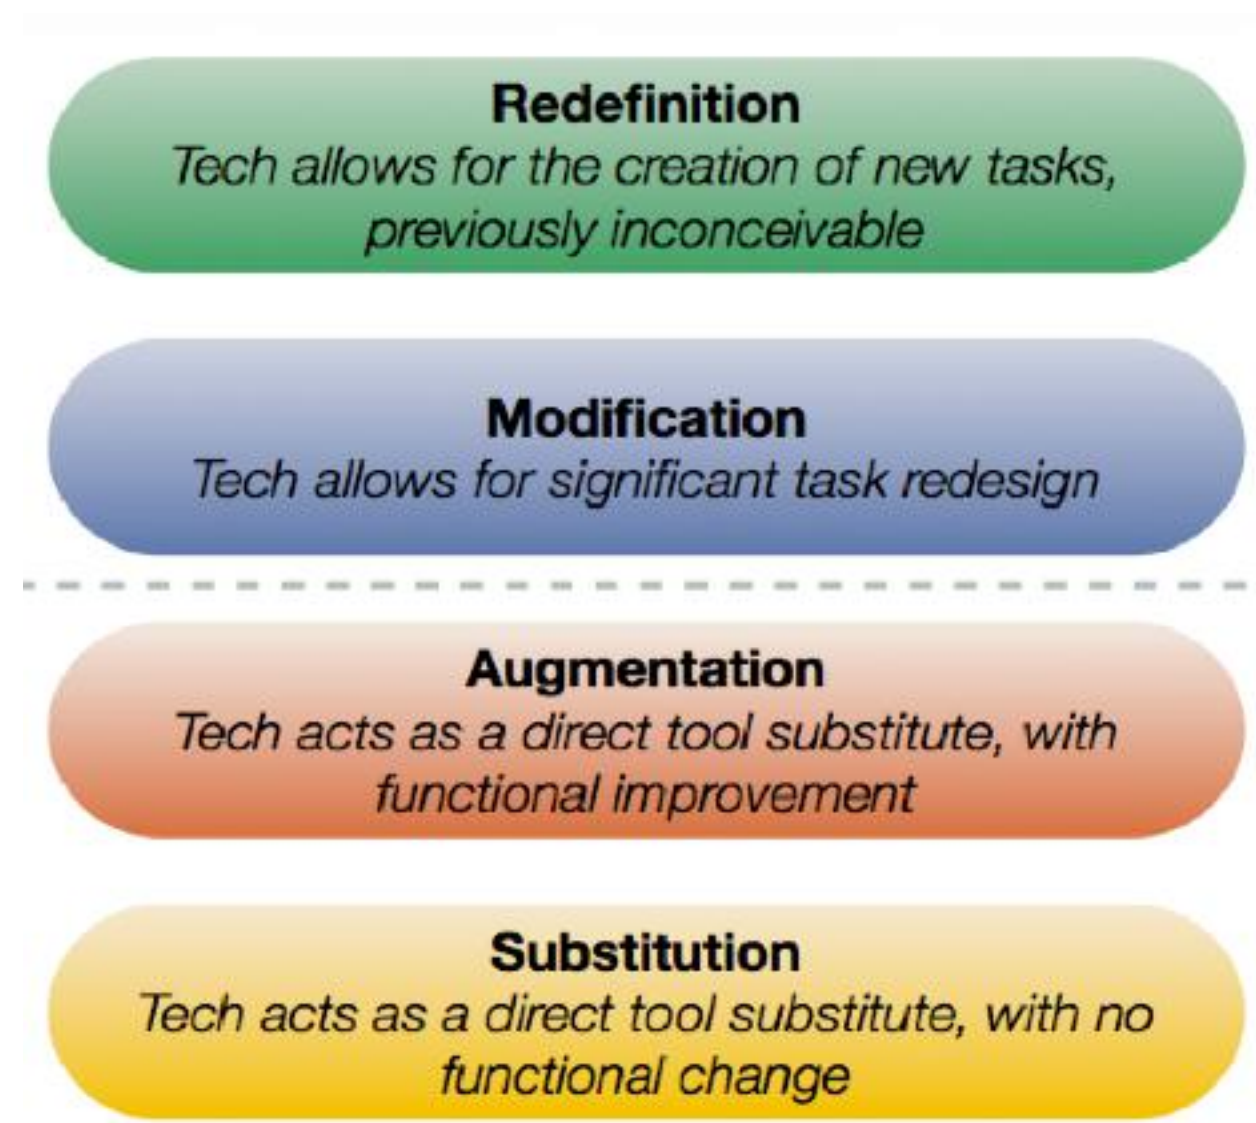 Redefinition
Tech allows for the creation of new tasks,
previously inconceivable
Modification
Tech allows for significant task redesign
Augmentation
Tech acts as a direct tool substitute, with
functional improvement
Substitution
Tech acts as a direct tool substitute, with no
functional change